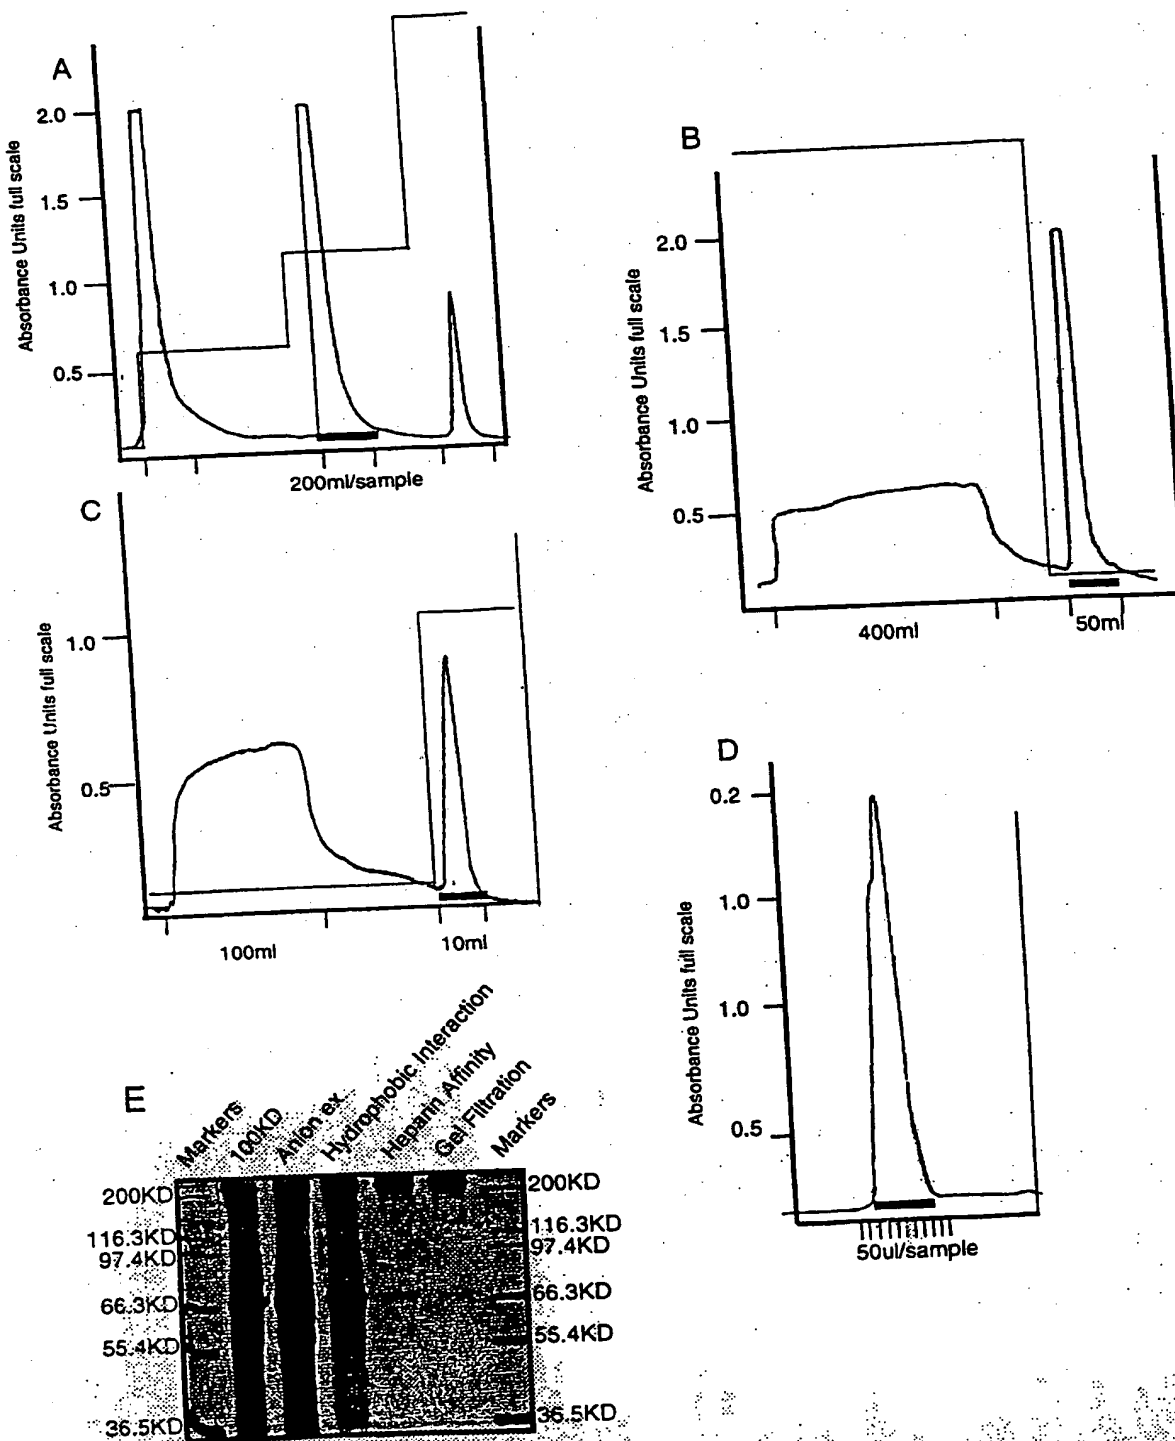 A
2.0
1.5
1.0
0.5
Absorbance Units full scale
200ml/sample
B
2.0
1.5
1.0
0.5
Absorbance Units full scale
400ml
50ml
C
1.0
0.5
Absorbance Units full scale
100ml
10ml
D
0.2
1.0
1.0
0.5
Absorbance Units full scale
50ul/sample
E
Markers
100KD
Anion ex.
Hydrophobic Interaction
Heparin Affinity
Gel Filtration
Markers
200KD
116.3KD
97.4KD
66.3KD
55.4KD
36.5KD
200KD
116.3KD
97.4KD
66.3KD
55.4KD
36.5KD